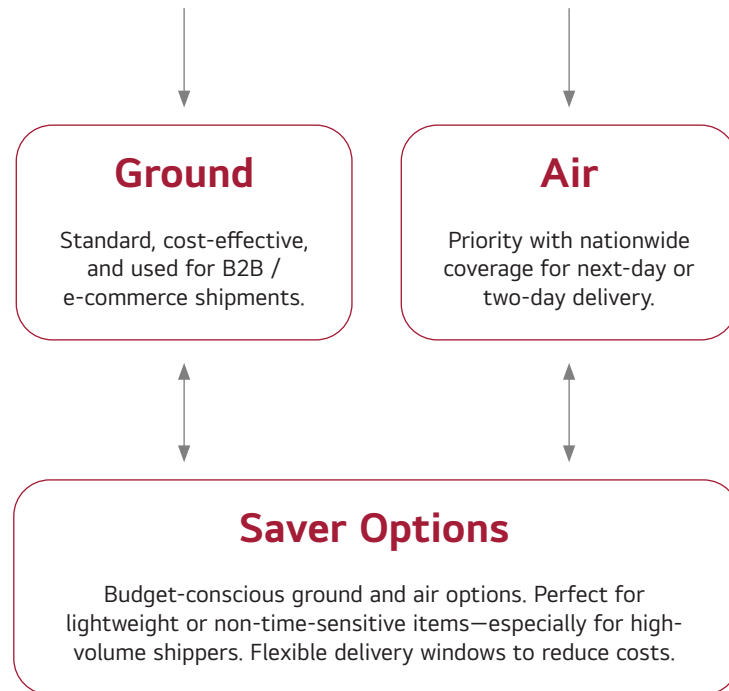 Ground
Standard, cost-effective,
and used for B2B /
e-commerce shipments.
Air
Priority with nationwide
coverage for next-day or
two-day delivery.
Saver Options
Budget-conscious ground and air options. Perfect for
lightweight or non-time-sensitive items—especially for high-
volume shippers. Flexible delivery windows to reduce costs.